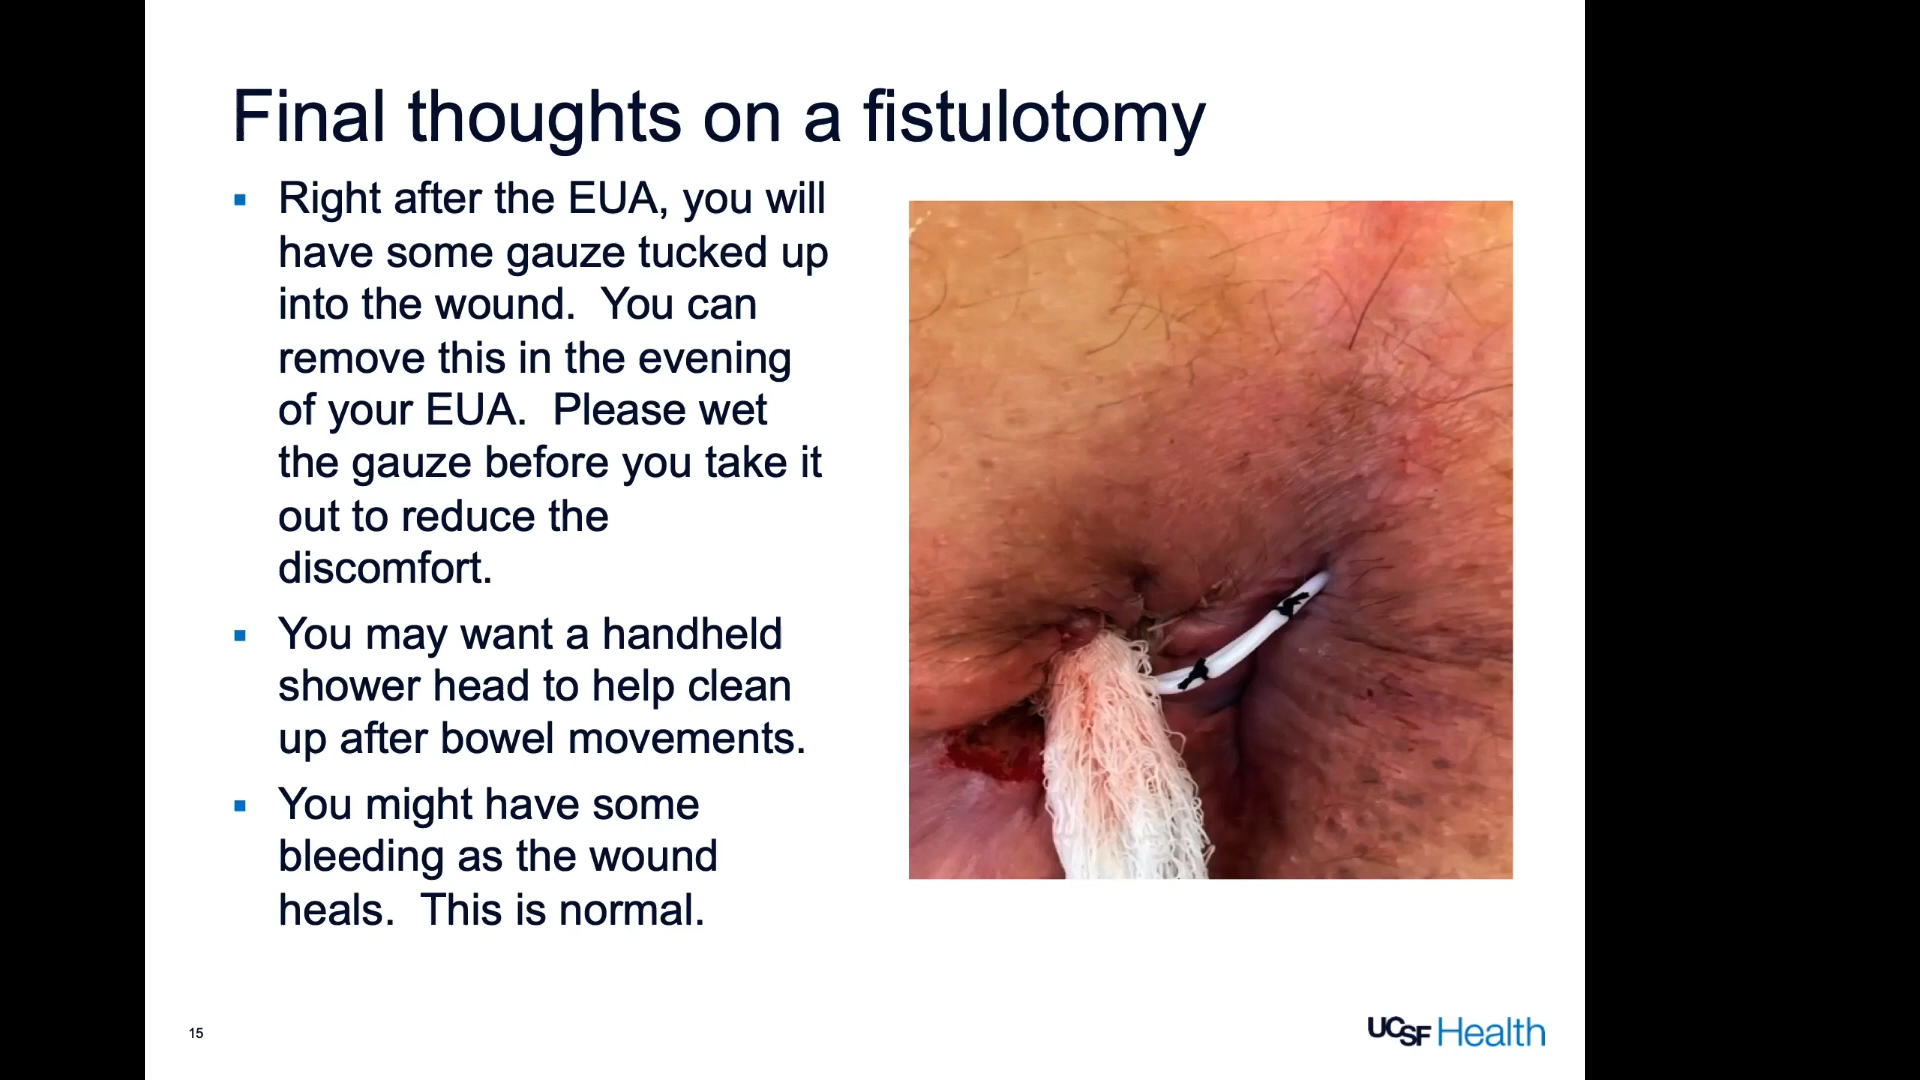 Final thoughts on a fistulotomy
▪ Right after the EUA, you will
have some gauze tucked up
into the wound.  You can
remove this in the evening
of your EUA.  Please wet
the gauze before you take it
out to reduce the
discomfort.
▪ You may want a handheld
shower head to help clean
up after bowel movements.
▪ You might have some
bleeding as the wound
heals.  This is normal.
15
UCSF Health